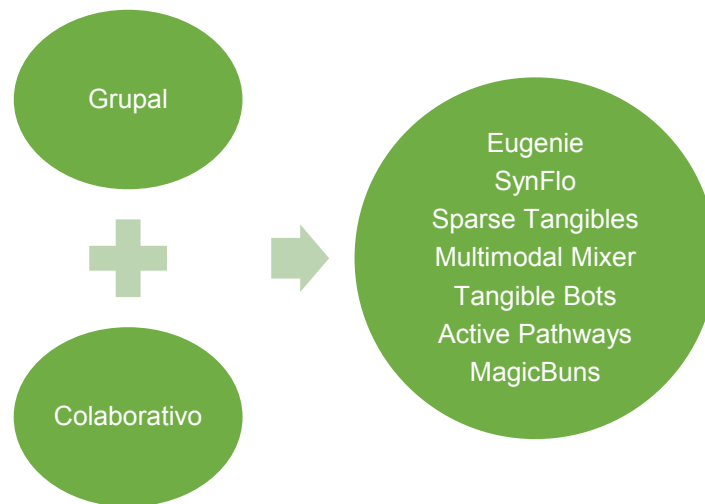 Grupal
Colaborativo
Eugenie
SynFlo
Sparse Tangibles
Multimodal Mixer
Tangible Bots
Active Pathways
MagicBuns